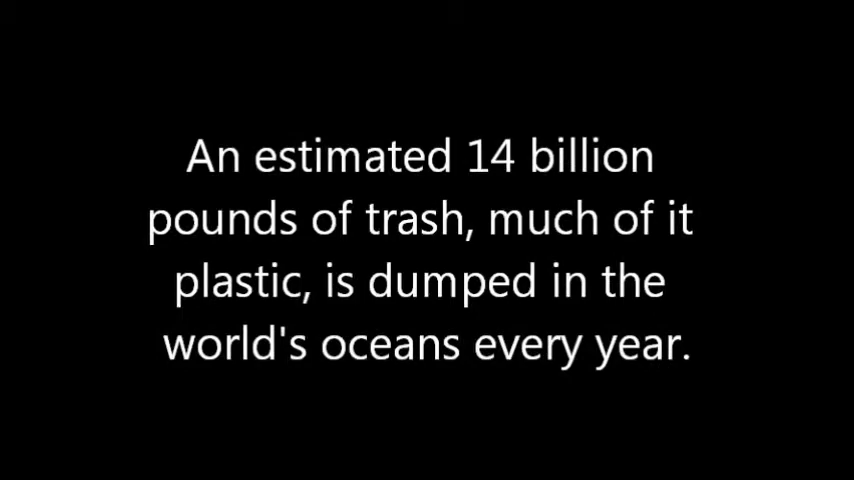 An estimated 14 billion
pounds of trash, much of it
plastic, is dumped in the
world's oceans every year.